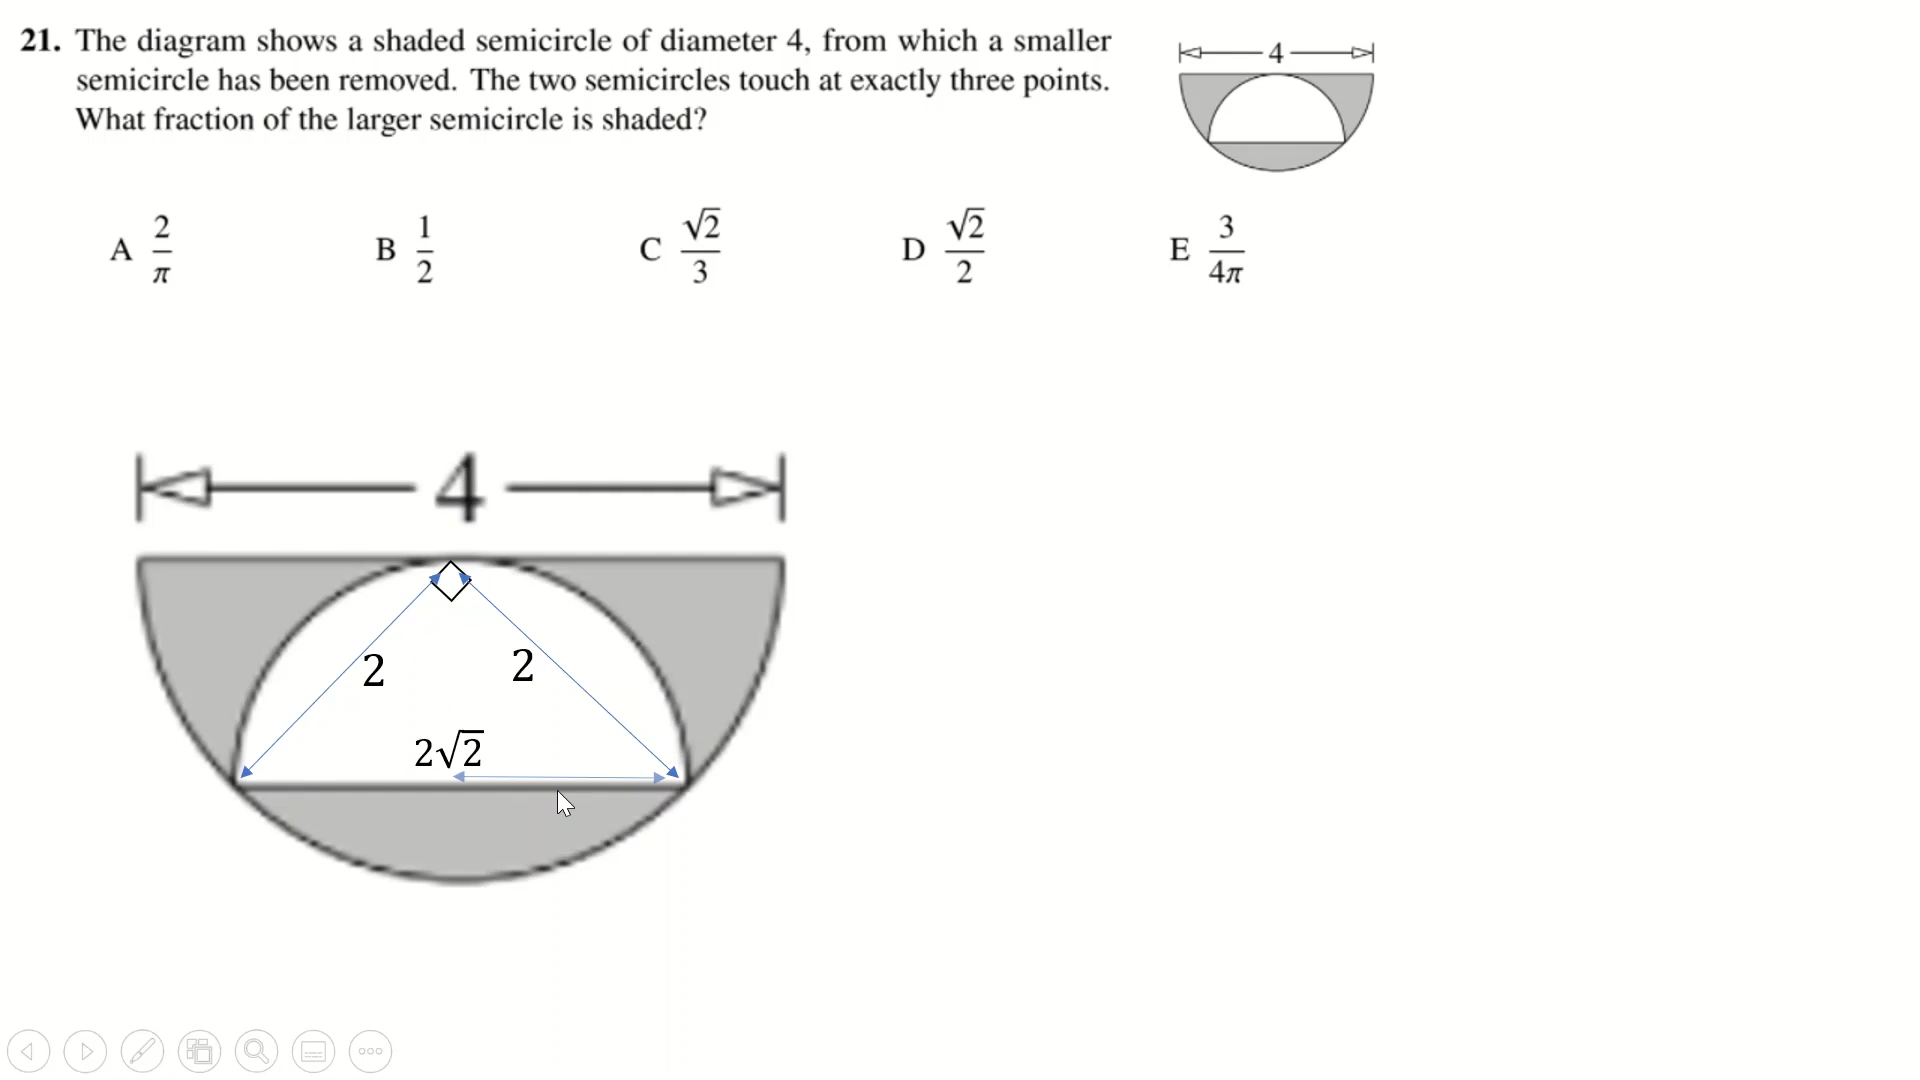 21. The diagram shows a shaded semicircle of diameter 4, from which a smaller
semicircle has been removed. The two semicircles touch at exactly three points.
What fraction of the larger semicircle is shaded?
4
A 2/π B 1/2 C √2/3 D √2/2 E 3/4π
4
2 2
2√2